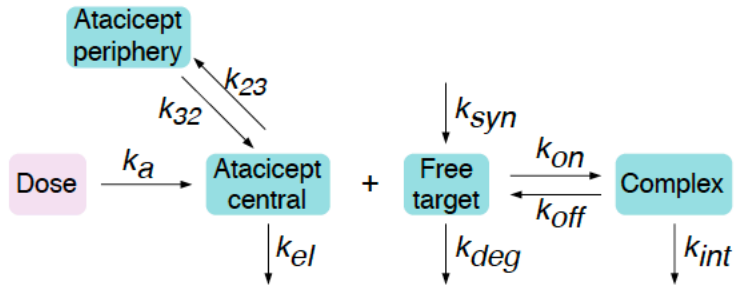 Atacicept
periphery
k23
k32
ksyn
Dose
ka
Atacicept
central
+
Free
target
kon
koff
Complex
kel
kdeg
kint